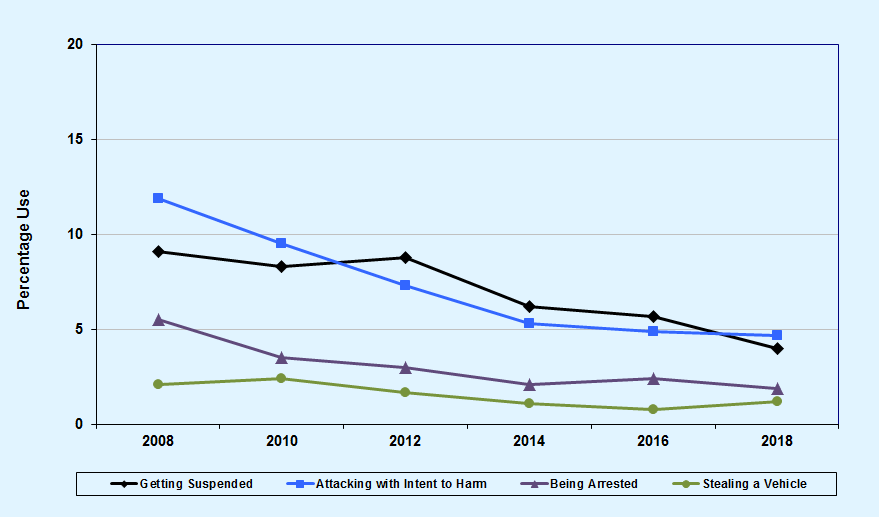 20
15
10
5
0
Percentage Use
2008 2010 2012 2014 2016 2018
Getting Suspended Attacking with Intent to Harm Being Arrested Stealing a Vehicle